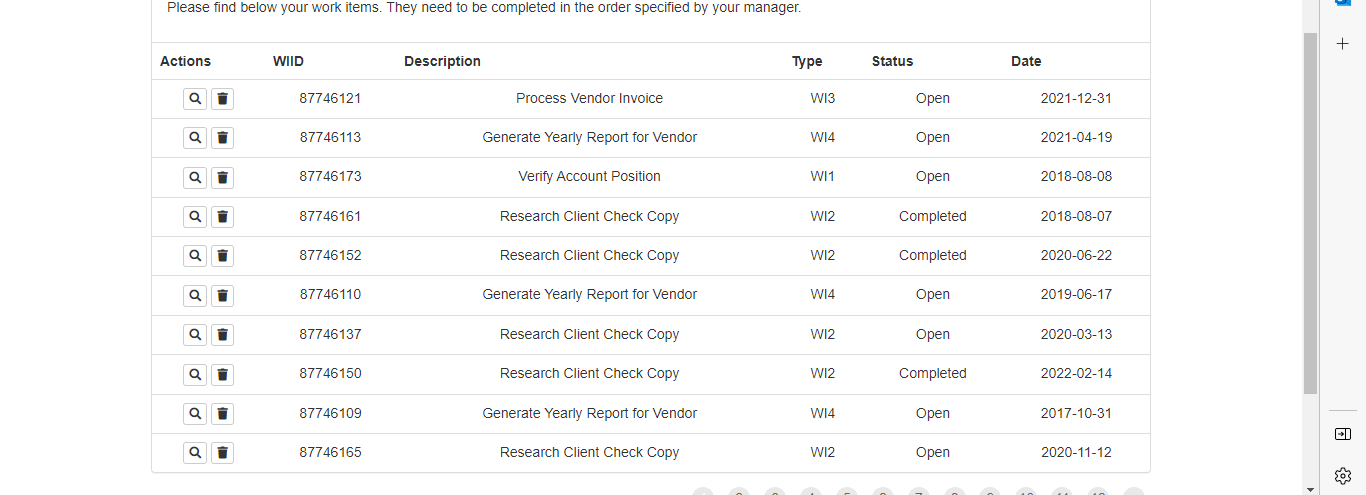 Please find below your work items. They need to be completed in the order specified by your manager.
Actions WIID Description Type Status Date
87746121 Process Vendor Invoice WI3 Open 2021-12-31
87746113 Generate Yearly Report for Vendor WI4 Open 2021-04-19
87746173 Verify Account Position WI1 Open 2018-08-08
87746161 Research Client Check Copy WI2 Completed 2018-08-07
87746152 Research Client Check Copy WI2 Completed 2020-06-22
87746110 Generate Yearly Report for Vendor WI4 Open 2019-06-17
87746137 Research Client Check Copy WI2 Open 2020-03-13
87746150 Research Client Check Copy WI2 Completed 2022-02-14
87746109 Generate Yearly Report for Vendor WI4 Open 2017-10-31
87746165 Research Client Check Copy WI2 Open 2020-11-12